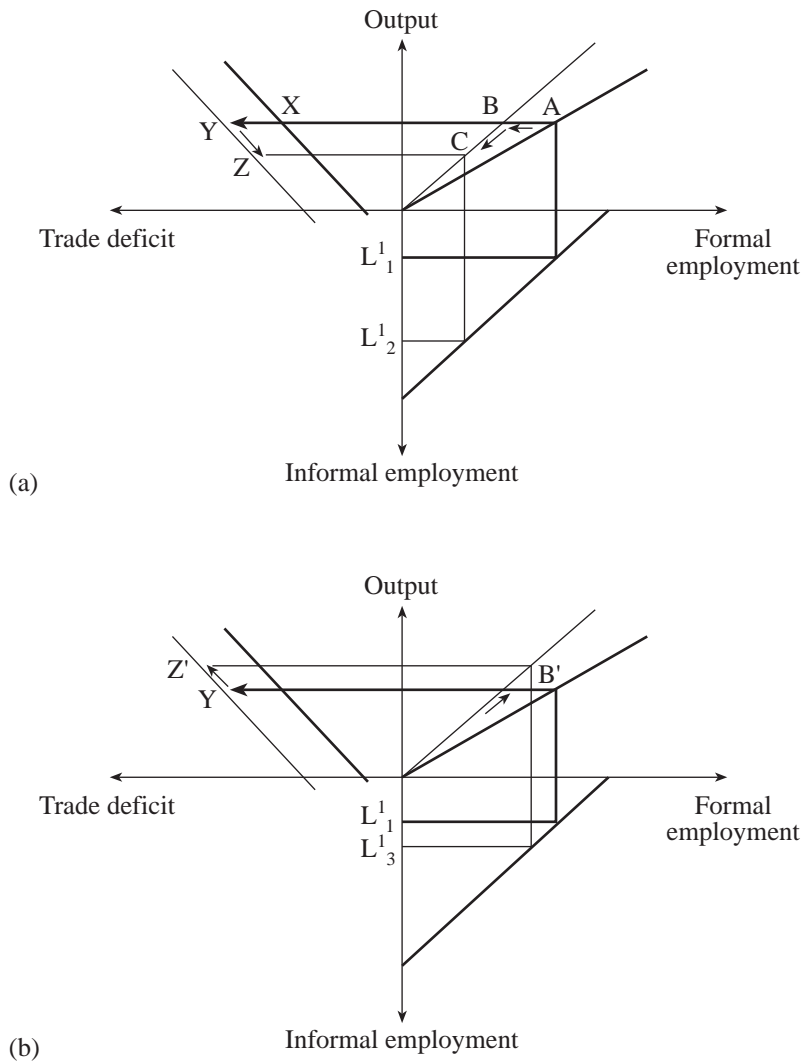 Output
X
B
A
Y
C
Z
Trade deficit
Formal
employment
L¹₁
L¹₂
Informal employment
(a)
Output
Z'
B'
Y
Trade deficit
Formal
employment
L¹₁
L¹₃
Informal employment
(b)